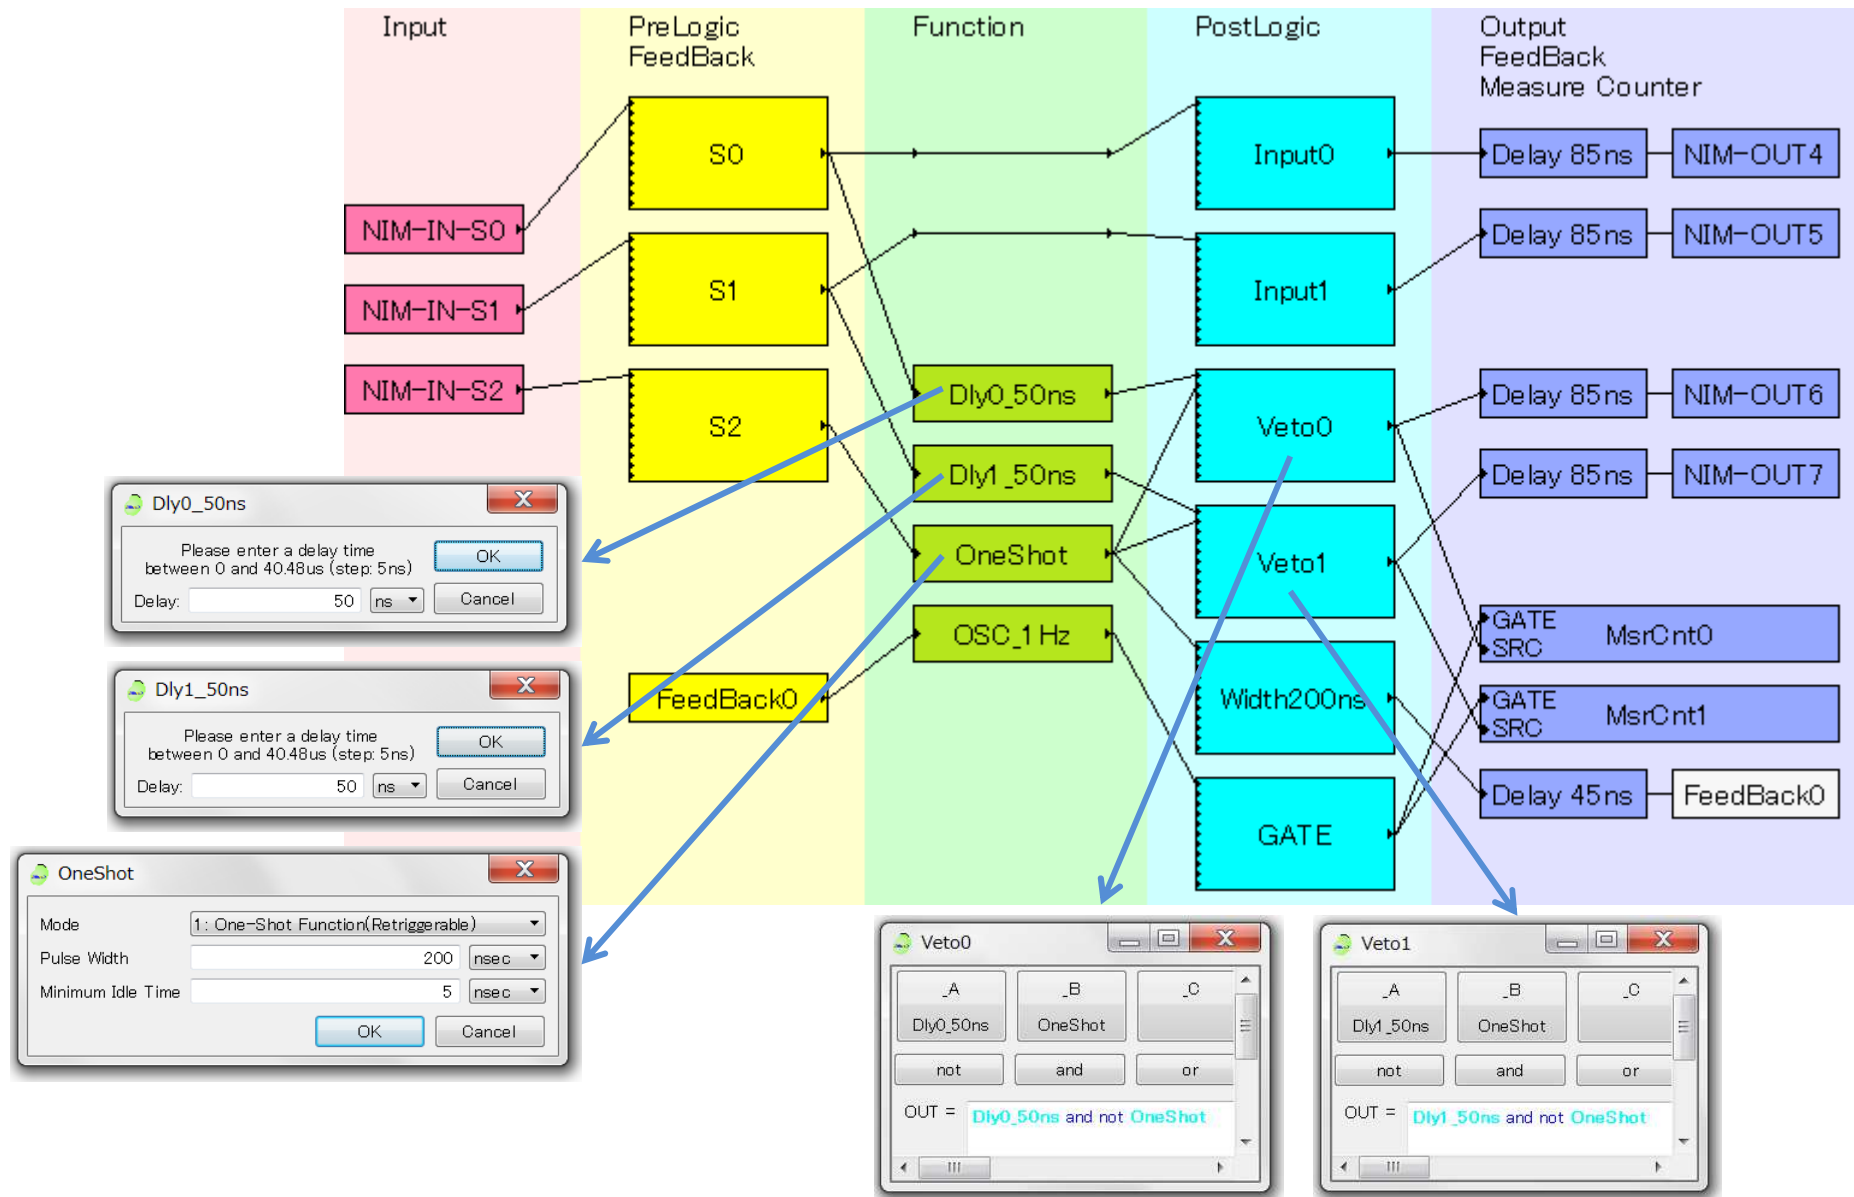 Input
PreLogic
FeedBack
Function
PostLogic
Output
FeedBack
Measure Counter
NIM-IN-S0
NIM-IN-S1
NIM-IN-S2
S0
S1
S2
FeedBack0
Dly0_50ns
Dly1_50ns
OneShot
OSC_1Hz
Input0
Input1
Veto0
Veto1
Width200ns
GATE
Delay 85ns
NIM-OUT4
Delay 85ns
NIM-OUT5
Delay 85ns
NIM-OUT6
Delay 85ns
NIM-OUT7
GATE
SRC
MsrCnt0
GATE
SRC
MsrCnt1
Delay 45ns
FeedBack0
Dly0_50ns
Please enter a delay time
between 0 and 40.48us (step: 5ns)
OK
Delay: 50 ns
Cancel
Dly1_50ns
Please enter a delay time
between 0 and 40.48us (step: 5ns)
OK
Delay: 50 ns
Cancel
OneShot
Mode 1: One-Shot Function(Retriggerable)
Pulse Width 200 nsec
Minimum Idle Time 5 nsec
OK Cancel
Veto0
_A _B _C
Dly0_50ns OneShot
not and or
OUT = Dly0_50ns and not OneShot
Veto1
_A _B _C
Dly1_50ns OneShot
not and or
OUT = Dly1_50ns and not OneShot